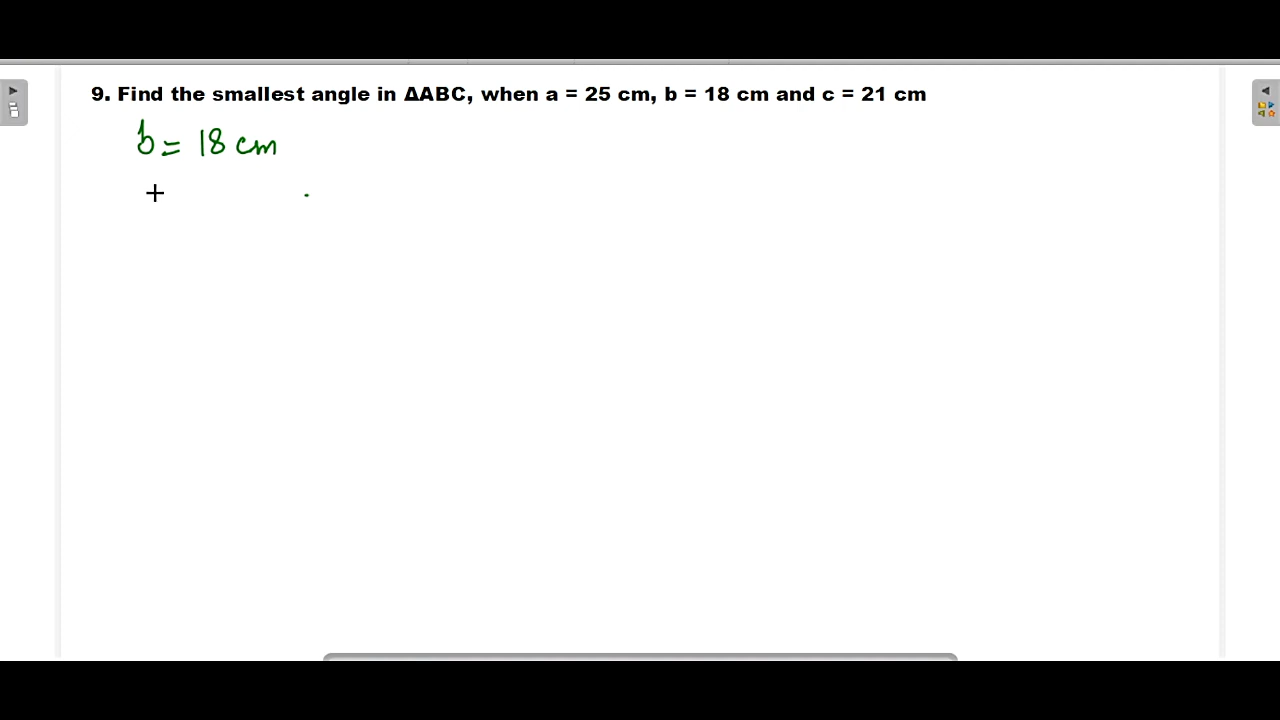 9. Find the smallest angle in ΔABC, when a = 25 cm, b = 18 cm and c = 21 cm
b = 18 cm